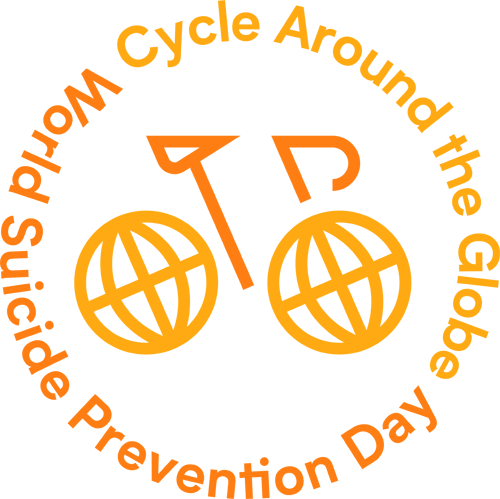 Cycle Around the Globe
World Suicide Prevention Day